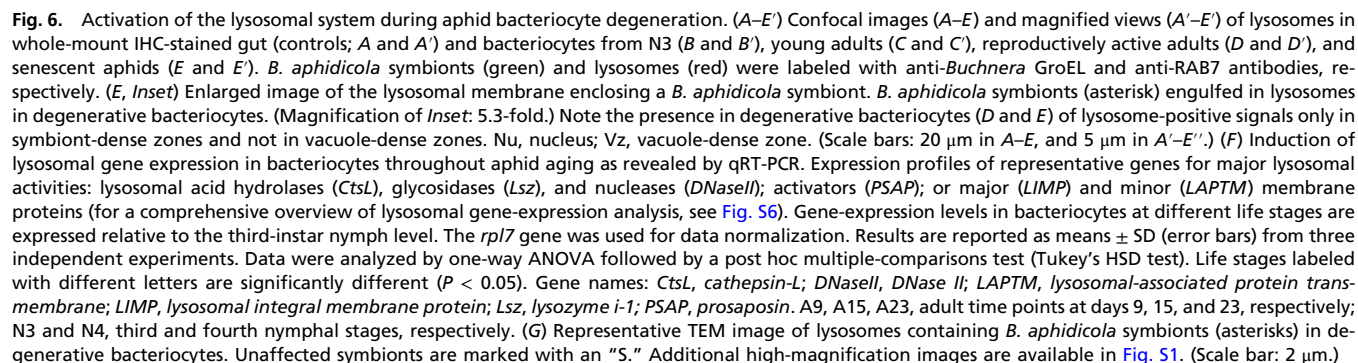 Fig. 6. Activation of the lysosomal system during aphid bacteriocyte degeneration. (A–E′) Confocal images (A–E) and magnified views (A′–E′) of lysosomes in
whole-mount IHC-stained gut (controls; A and A′) and bacteriocytes from N3 (B and B′), young adults (C and C′), reproductively active adults (D and D′), and
senescent aphids (E and E′). B. aphidicola symbionts (green) and lysosomes (red) were labeled with anti-Buchnera GroEL and anti-RAB7 antibodies, re-
spectively. (E, Inset) Enlarged image of the lysosomal membrane enclosing a B. aphidicola symbiont. B. aphidicola symbionts (asterisk) engulfed in lysosomes
in degenerative bacteriocytes. (Magnification of Inset: 5.3-fold.) Note the presence in degenerative bacteriocytes (D and E) of lysosome-positive signals only in
symbiont-dense zones and not in vacuole-dense zones. Nu, nucleus; Vz, vacuole-dense zone. (Scale bars: 20 μm in A–E, and 5 μm in A′–E′′.) (F) Induction of
lysosomal gene expression in bacteriocytes throughout aphid aging as revealed by qRT-PCR. Expression profiles of representative genes for major lysosomal
activities: lysosomal acid hydrolases (CtsL), glycosidases (Lsz), and nucleases (DNaseII); activators (PSAP); or major (LIMP) and minor (LAPTM) membrane
proteins (for a comprehensive overview of lysosomal gene-expression analysis, see Fig. S6). Gene-expression levels in bacteriocytes at different life stages are
expressed relative to the third-instar nymph level. The rpl7 gene was used for data normalization. Results are reported as means ± SD (error bars) from three
independent experiments. Data were analyzed by one-way ANOVA followed by a post hoc multiple-comparisons test (Tukey's HSD test). Life stages labeled
with different letters are significantly different (P < 0.05). Gene names: CtsL, cathepsin-L; DNaseII, DNase II; LAPTM, lysosomal-associated protein trans-
membrane; LIMP, lysosomal integral membrane protein; Lsz, lysozyme i-1; PSAP, prosaposin. A9, A15, A23, adult time points at days 9, 15, and 23, respectively;
N3 and N4, third and fourth nymphal stages, respectively. (G) Representative TEM image of lysosomes containing B. aphidicola symbionts (asterisks) in de-
generative bacteriocytes. Unaffected symbionts are marked with an "S." Additional high-magnification images are available in Fig. S1. (Scale bar: 2 μm.)